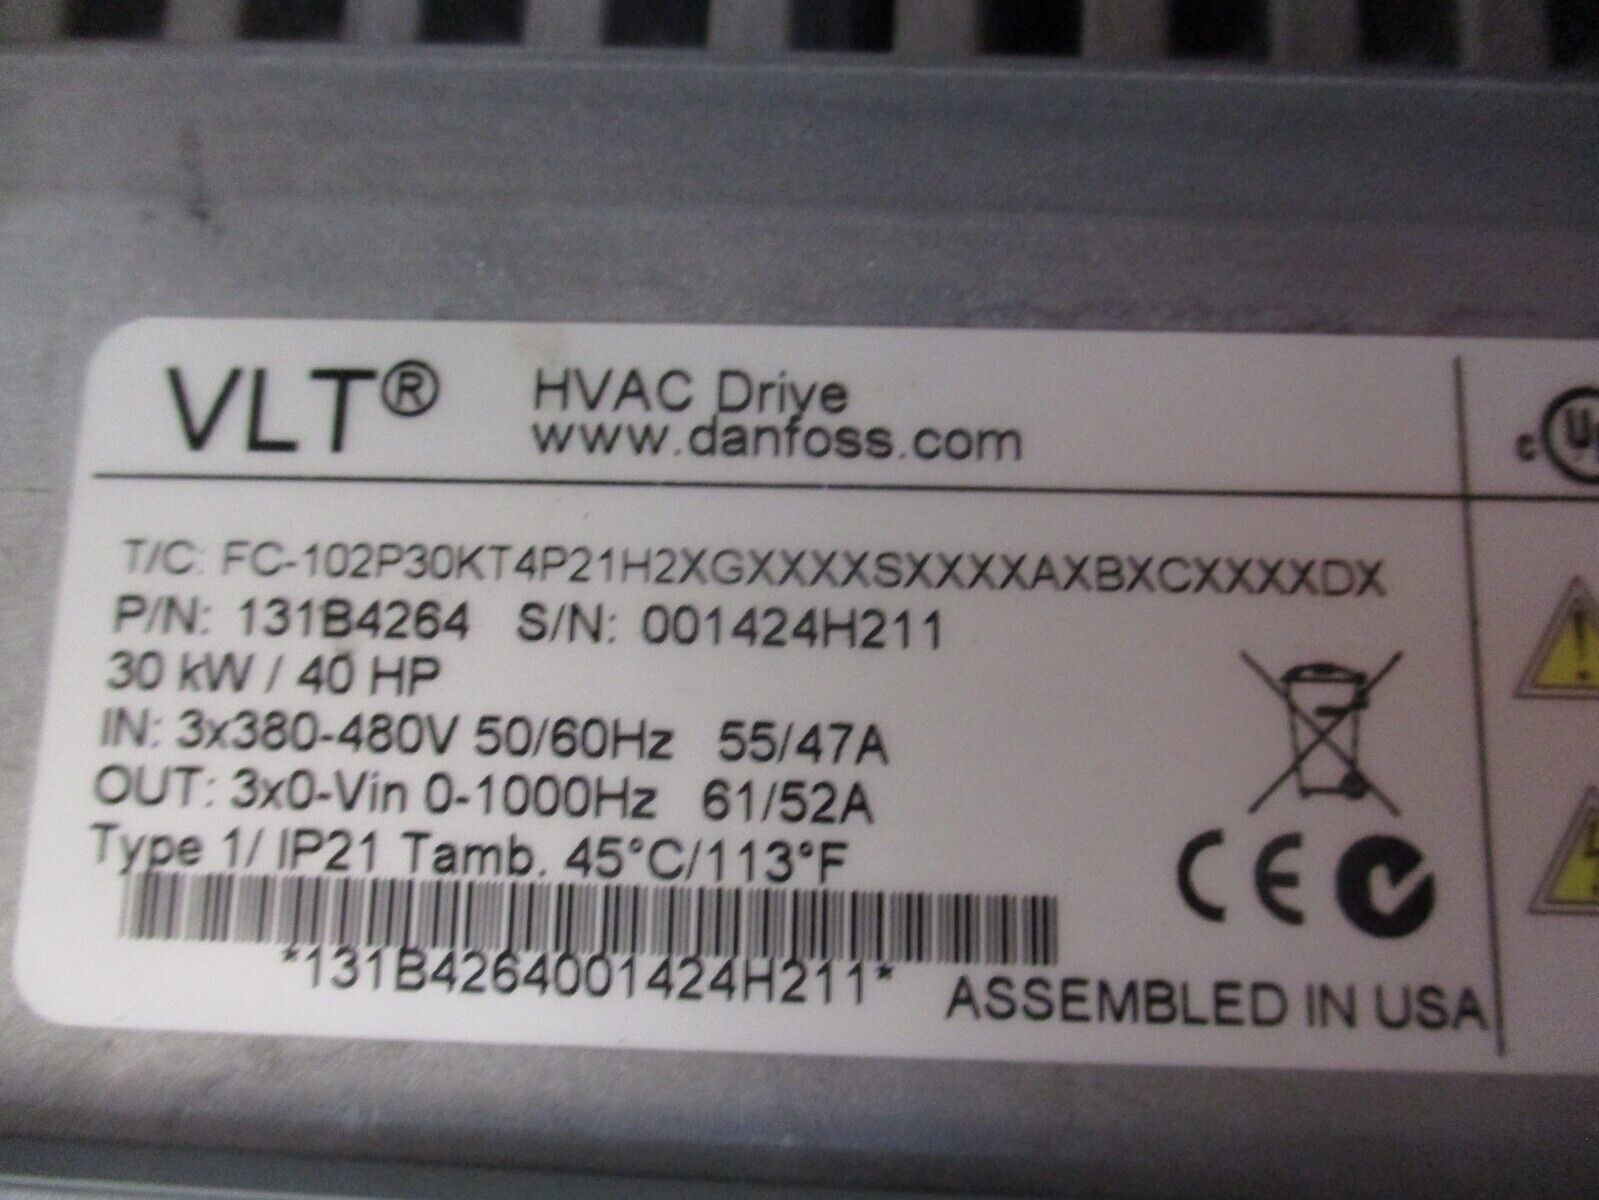 VLT® HVAC Drive
www.danfoss.com
T/C: FC-102P30KT4P21H2XGXXXXSXXXXAXBXCXXXXDX
P/N: 131B4264 S/N: 001424H211
30 kW / 40 HP
IN: 3x380-480V 50/60Hz 55/47A
OUT: 3x0-Vin 0-1000Hz 61/52A
Type 1/ IP21 Tamb. 45°C/113°F
*131B4264001424H211*
ASSEMBLED IN USA
CE
c U